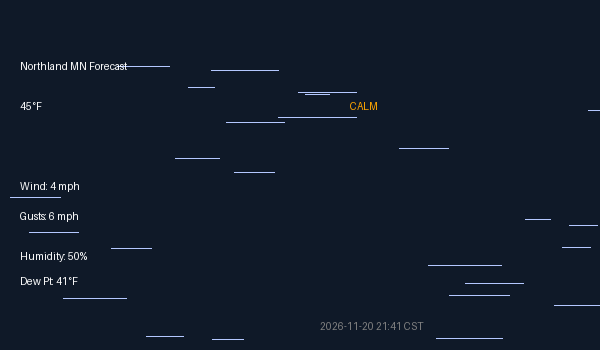 Northland MN Forecast
45°F
CALM
Wind: 4 mph
Gusts: 6 mph
Humidity: 50%
Dew Pt: 41°F
2026-11-20 21:41 CST